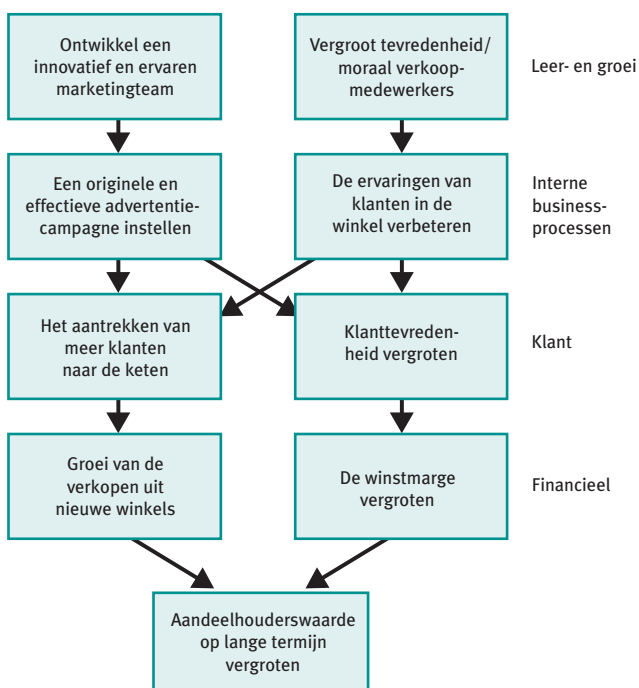 Ontwikkel een
innovatief en ervaren
marketingteam
Vergroot tevredenheid/
moraal verkoop-
medewerkers
Leer- en groei
Een originele en
effectieve advertentie-
campagne instellen
De ervaringen van
klanten in de
winkel verbeteren
Interne
business-
processen
Het aantrekken van
meer klanten
naar de keten
Klanttevreden-
heid vergroten
Klant
Groei van de
verkopen uit
nieuwe winkels
De winstmarge
vergroten
Financieel
Aandeelhouderswaarde
op lange termijn
vergroten